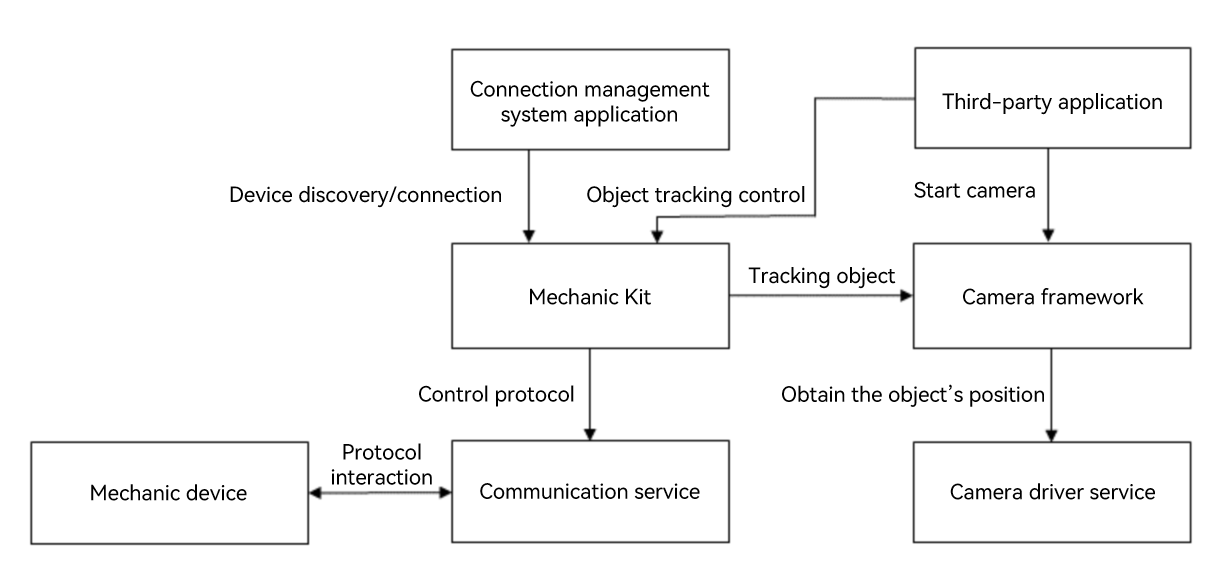 Connection management
system application
Third-party application
Device discovery/connection
Object tracking control
Start camera
Mechanic Kit
Tracking object
Camera framework
Control protocol
Obtain the object's position
Mechanic device
Protocol
interaction
Communication service
Camera driver service